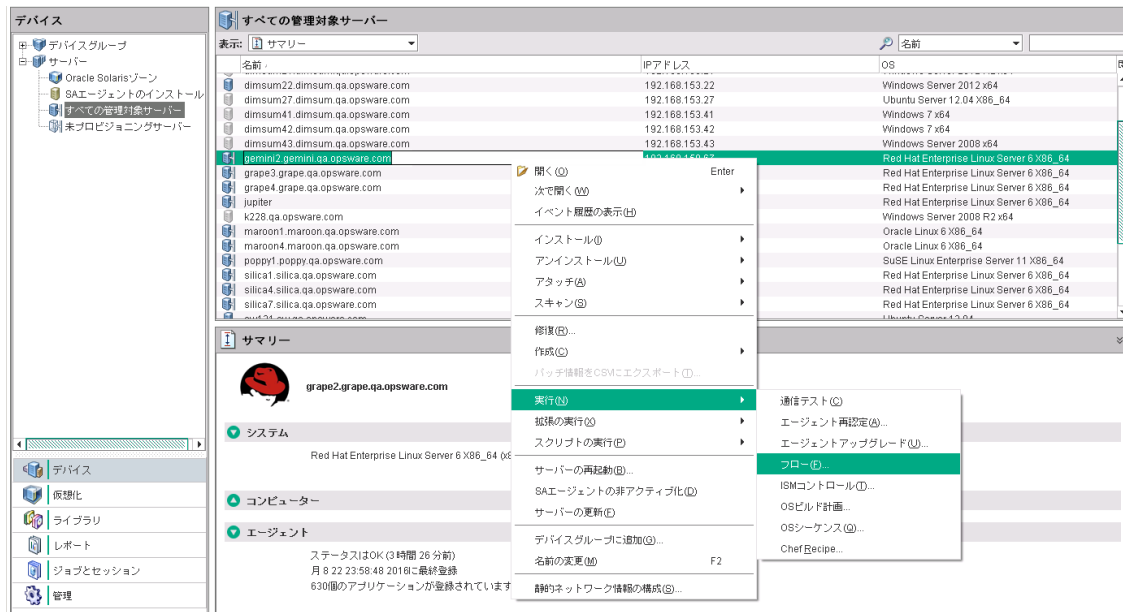 デバイス
デバイスグループ
サーバー
Oracle Solarisゾーン
SAエージェントのインストール
すべての管理対象サーバー
未プロビジョニングサーバー
デバイス
仮想化
ライブラリ
レポート
ジョブとセッション
管理
すべての管理対象サーバー
表示: サマリー 名前
名前 IPアドレス OS
dimsum22.dimsum.qa.opsware.com 192.168.153.22 Windows Server 2012 x64
dimsum27.dimsum.qa.opsware.com 192.168.153.27 Ubuntu Server 12.04 X86_64
dimsum41.dimsum.qa.opsware.com 192.168.153.41 Windows 7 x64
dimsum42.dimsum.qa.opsware.com 192.168.153.42 Windows 7 x64
dimsum43.dimsum.qa.opsware.com 192.168.153.43 Windows Server 2008 x64
gemini2.gemini.qa.opsware.com Red Hat Enterprise Linux Server 6 X86_64
grape3.grape.qa.opsware.com Red Hat Enterprise Linux Server 6 X86_64
grape4.grape.qa.opsware.com Red Hat Enterprise Linux Server 6 X86_64
jupiter Red Hat Enterprise Linux Server 6 X86_64
k228.qa.opsware.com Windows Server 2008 R2 x64
maroon1.maroon.qa.opsware.com Oracle Linux 6 X86_64
maroon4.maroon.qa.opsware.com Oracle Linux 6 X86_64
poppy1.poppy.qa.opsware.com SuSE Linux Enterprise Server 11 X86_64
silica1.silica.qa.opsware.com Red Hat Enterprise Linux Server 6 X86_64
silica4.silica.qa.opsware.com Red Hat Enterprise Linux Server 6 X86_64
silica7.silica.qa.opsware.com Red Hat Enterprise Linux Server 6 X86_64
サマリー
grape2.grape.qa.opsware.com
システム
Red Hat Enterprise Linux Server 6 X86_64
コンピューター
エージェント
ステータスはOK (3 時間 26 分前)
月 8 22 23:58:48 2016に最終登録
630個のアプリケーションが登録されています
開く(O) Enter
次で開く(W)
イベント履歴の表示(H)
インストール(I)
アンインストール(U)
アタッチ(A)
スキャン(S)
修復(R)...
作成(C)
パッチ情報をCSVにエクスポート(T)...
実行(N)
拡張の実行(X)
スクリプトの実行(P)
サーバーの再起動(B)...
SAエージェントの非アクティブ化(D)
サーバーの更新(F)
デバイスグループに追加(G)...
名前の変更(M) F2
静的ネットワーク情報の構成(S)...
通信テスト(C)
エージェント再認定(A)...
エージェントアップグレード(U)...
フロー(F)...
ISMコントロール(T)...
OSビルド計画...
OSシーケンス(Q)...
Chef Recipe...